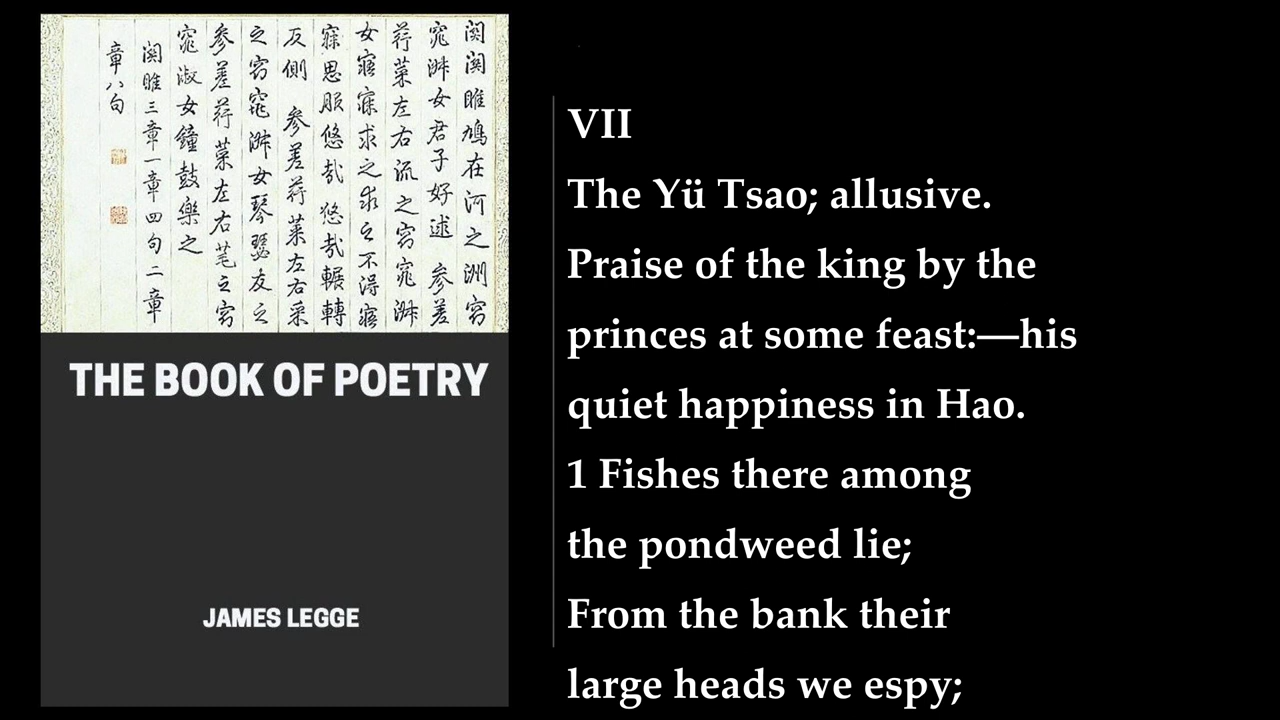 關關雎鳩在河之洲窈
窕淑女君子好逑 參差
荇菜左右流之窈窕淑
女寤寐求之求之不得寤
寐思服悠哉悠哉輾轉
反側 參差荇菜左右采
之窈窕淑女琴瑟友之
參差荇菜左右芼之窈
窕淑女鐘鼓樂之
關雎三章一章四句二章
章八句
THE BOOK OF POETRY
JAMES LEGGE
VII
The Yü Tsao; allusive.
Praise of the king by the
princes at some feast:—his
quiet happiness in Hao.
1 Fishes there among
the pondweed lie;
From the bank their
large heads we espy;